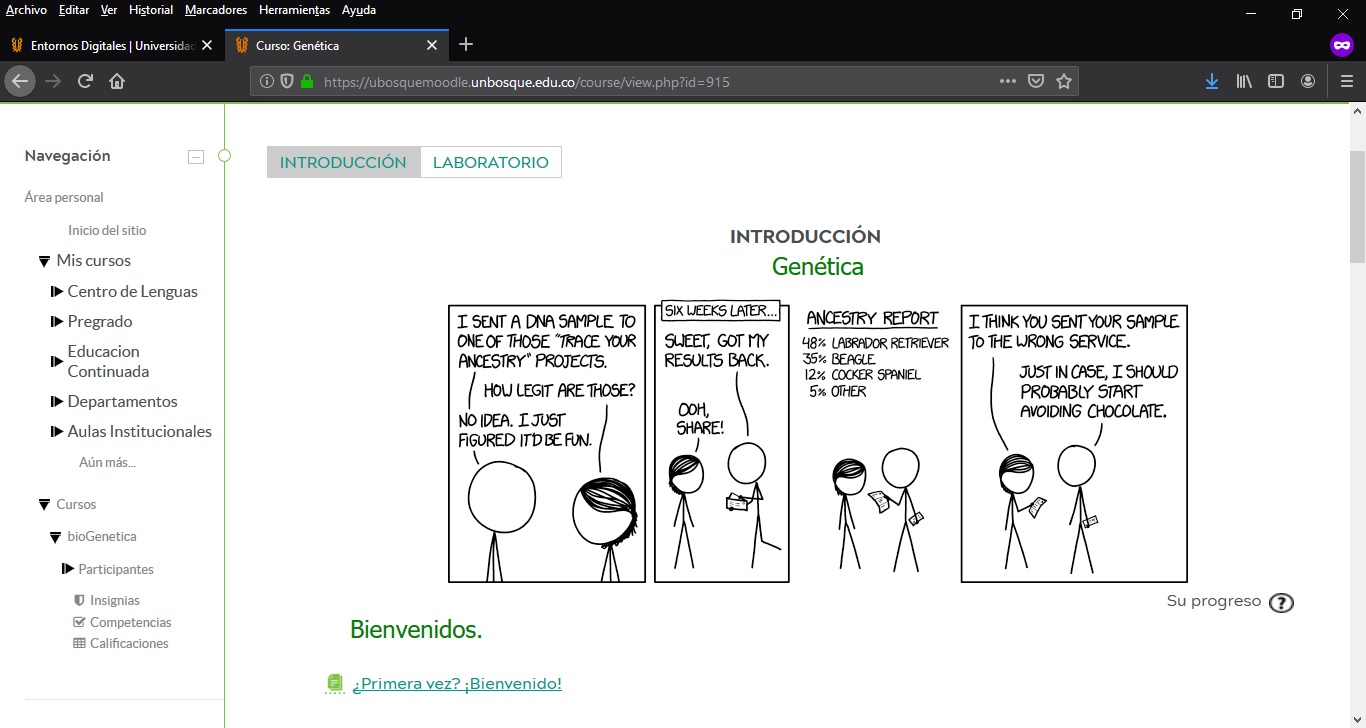 Archivo Editar Ver Historial Marcadores Herramientas Ayuda
Entornos Digitales | Universidad
Curso: Genética
https://ubosquemoodle.unbosque.edu.co/course/view.php?id=915
Navegación
Área personal
Inicio del sitio
Mis cursos
Centro de Lenguas
Pregrado
Educacion
Continuada
Departamentos
Aulas Institucionales
Aún más...
Cursos
bioGenetica
Participantes
Insignias
Competencias
Calificaciones
INTRODUCCIÓN
LABORATORIO
INTRODUCCIÓN
Genética
I SENT A DNA SAMPLE TO
ONE OF THOSE "TRACE YOUR
ANCESTRY" PROJECTS.
HOW LEGIT ARE THOSE?
NO IDEA. I JUST
FIGURED IT'D BE FUN.
SIX WEEKS LATER...
SWEET, GOT MY
RESULTS BACK.
OOH,
SHARE!
ANCESTRY REPORT
48% LABRADOR RETRIEVER
35% BEAGLE
12% COCKER SPANIEL
5% OTHER
I THINK YOU SENT YOUR SAMPLE
TO THE WRONG SERVICE.
JUST IN CASE, I SHOULD
PROBABLY START
AVOIDING CHOCOLATE.
Su progreso
Bienvenidos.
¿Primera vez? ¡Bienvenido!